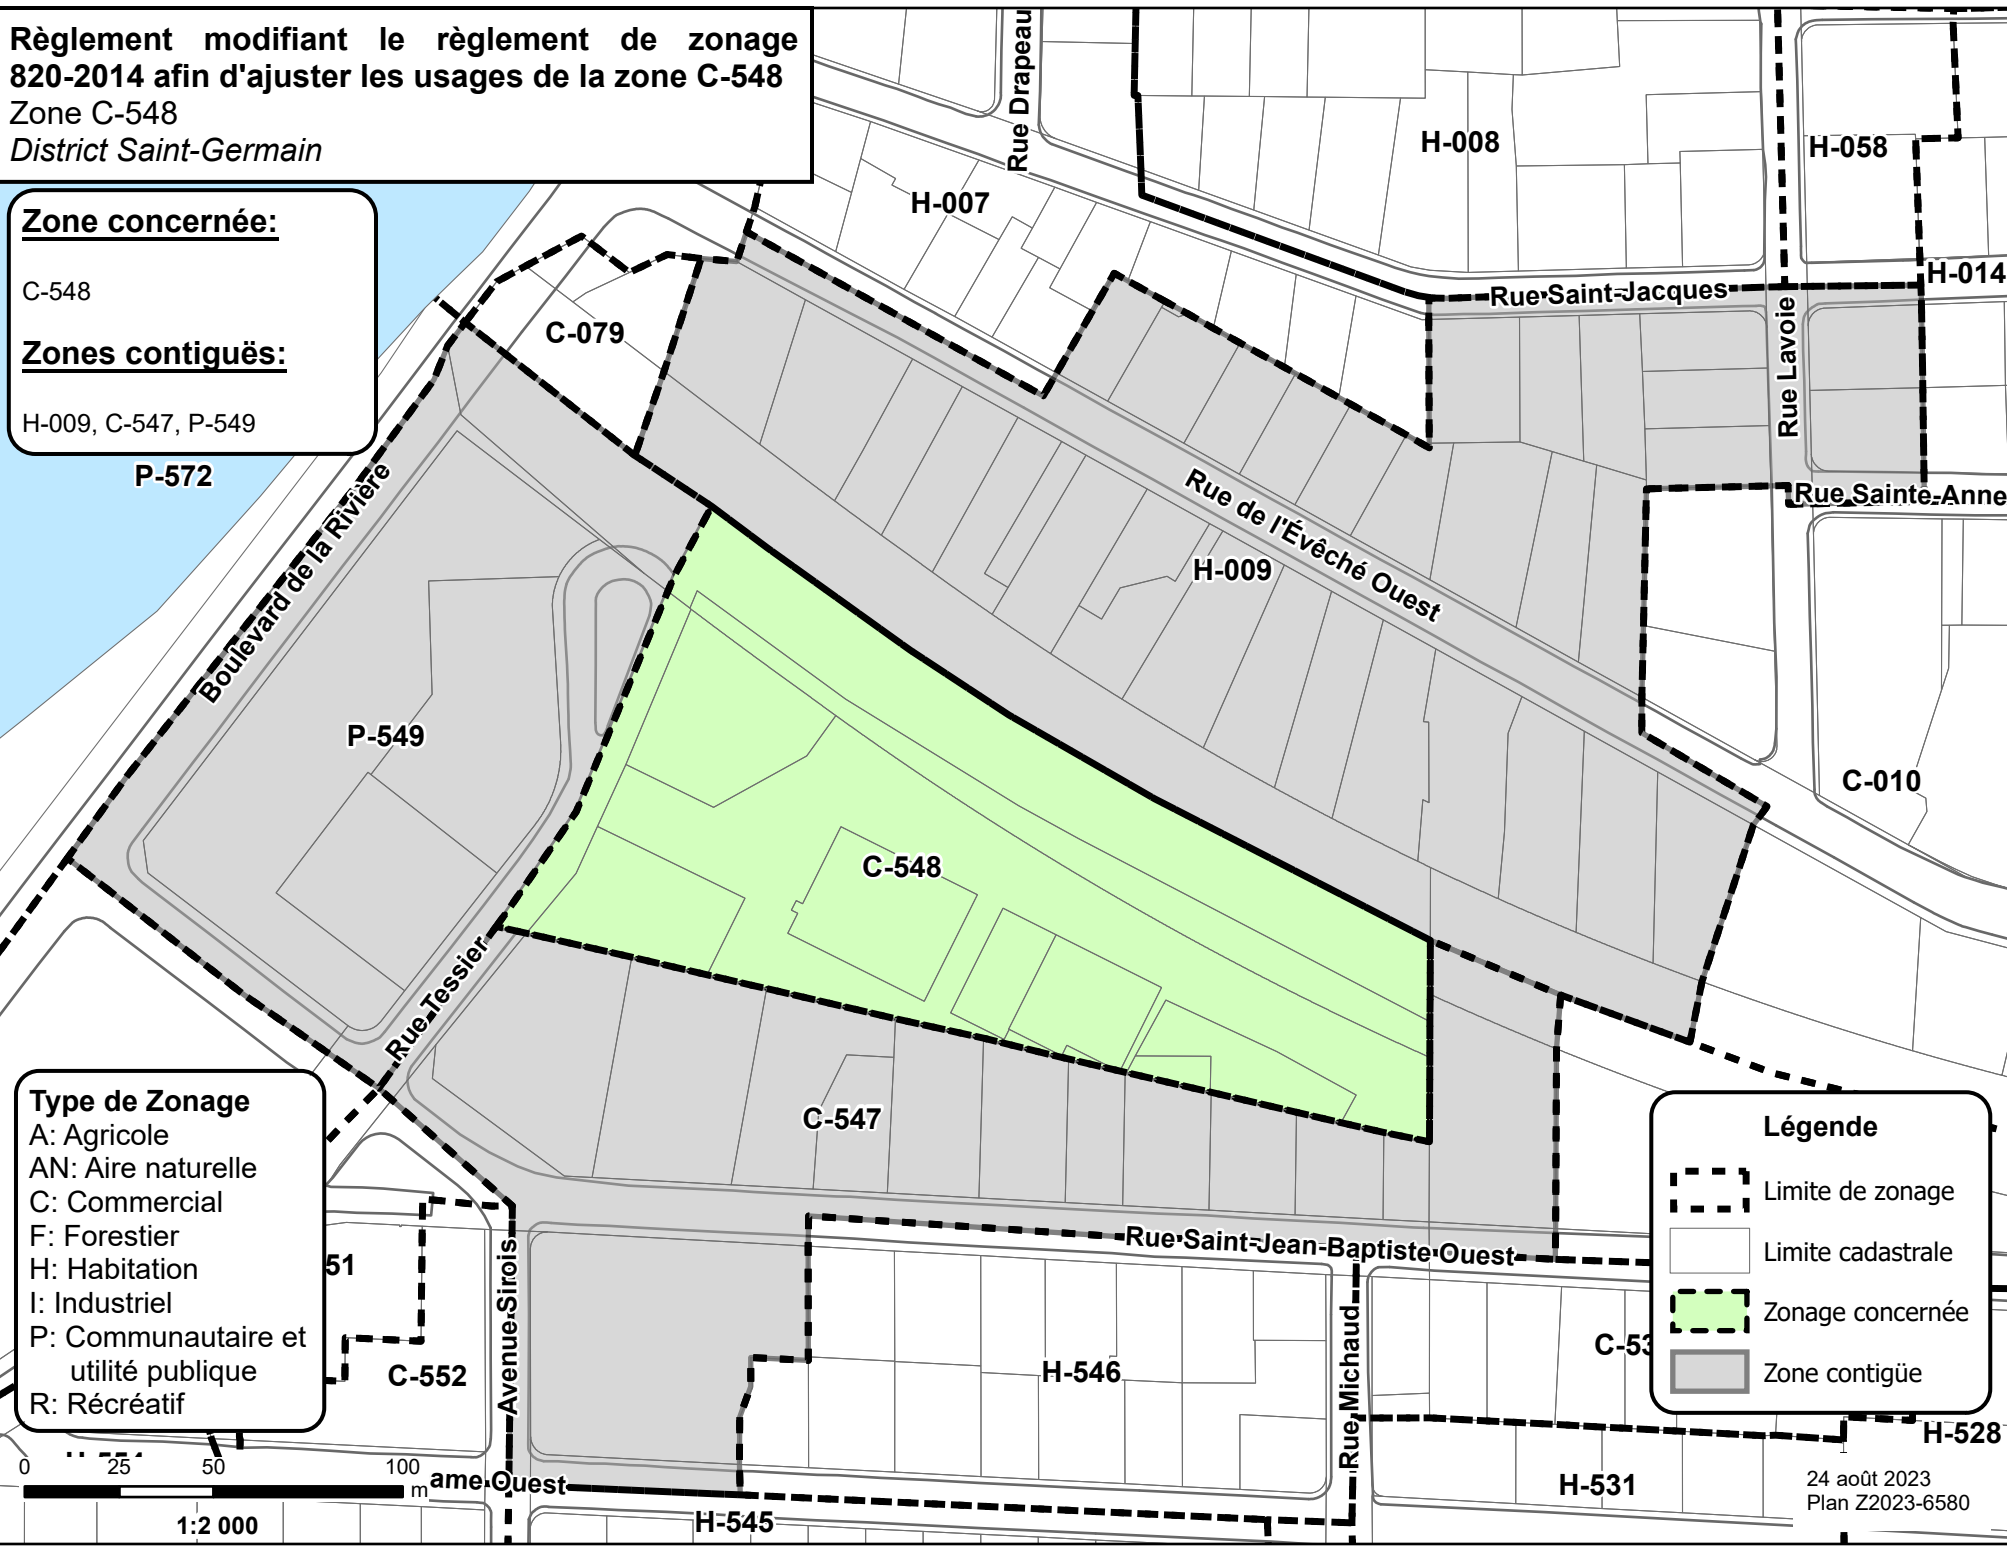 Règlement modifiant le règlement de zonage
820-2014 afin d'ajuster les usages de la zone C-548
Zone C-548
District Saint-Germain
Zone concernée:
C-548
Zones contiguës:
H-009, C-547, P-549
Rue Drapeau
H-008
H-058
H-007
H-014
Rue Saint-Jacques
C-079
Rue Lavoie
P-572
Rue Sainte-Anne
Boulevard de la Rivière
Rue de l'Évêché Ouest
H-009
P-549
C-010
C-548
Rue Tessier
C-547
Type de Zonage
A: Agricole
AN: Aire naturelle
C: Commercial
F: Forestier
H: Habitation
I: Industriel
P: Communautaire et
utilité publique
R: Récréatif
Légende
Limite de zonage
Limite cadastrale
Zonage concernée
Zone contigüe
Rue Saint-Jean-Baptiste Ouest
51
Avenue Sirois
C-552
H-546
Rue Michaud
C-53
H-528
H-531
ame Ouest
H-545
0 25 50 100
m
1:2 000
24 août 2023
Plan Z2023-6580